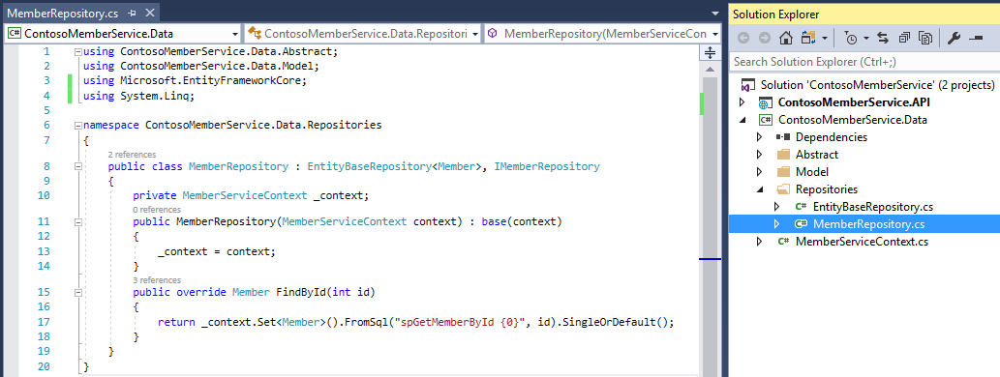 MemberRepository.cs
ContosoMemberService.Data
ContosoMemberService.Data.Repositori
MemberRepository(MemberServiceCon
1 using ContosoMemberService.Data.Abstract;
2 using ContosoMemberService.Data.Model;
3 using Microsoft.EntityFrameworkCore;
4 using System.Linq;
5
6 namespace ContosoMemberService.Data.Repositories
7 {
2 references
8 public class MemberRepository : EntityBaseRepository<Member>, IMemberRepository
9 {
10 private MemberServiceContext _context;
0 references
11 public MemberRepository(MemberServiceContext context) : base(context)
12 {
13 _context = context;
14 }
3 references
15 public override Member FindById(int id)
16 {
17 return _context.Set<Member>().FromSql("spGetMemberById {0}", id).SingleOrDefault();
18 }
19 }
20 }
Solution Explorer
Search Solution Explorer (Ctrl+;)
Solution 'ContosoMemberService' (2 projects)
ContosoMemberService.API
C# ContosoMemberService.Data
Dependencies
Abstract
Model
Repositories
C# EntityBaseRepository.cs
C# MemberRepository.cs
C# MemberServiceContext.cs